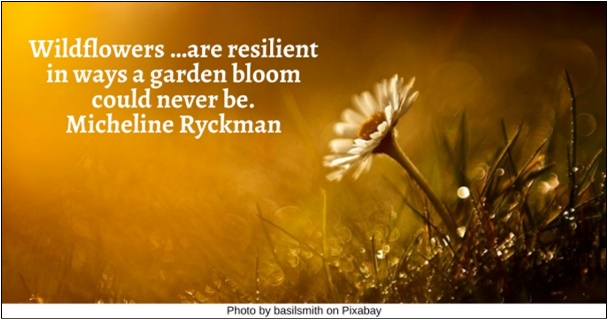 Wildflowers ...are resilient
in ways a garden bloom
could never be.
Micheline Ryckman
Photo by basilsmith on Pixabay